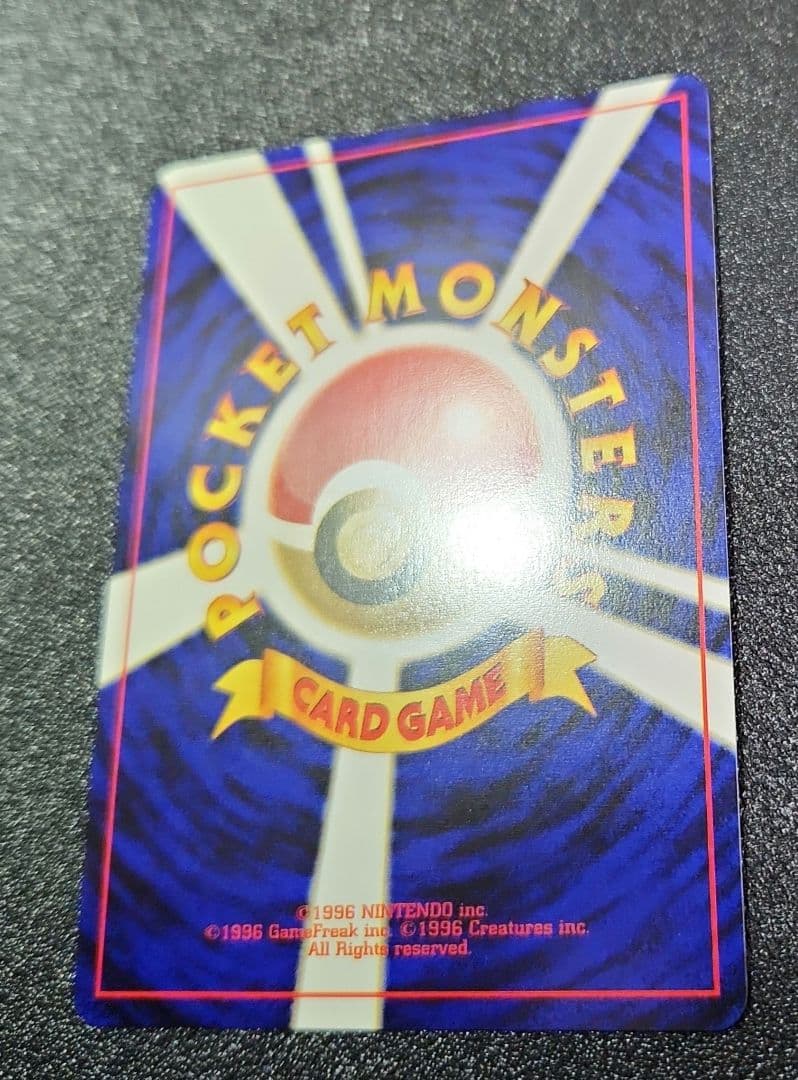 POCKET MONSTERS
CARD GAME
©1996 NINTENDO inc.
©1996 GameFreak inc. ©1996 Creatures inc.
All Rights reserved.